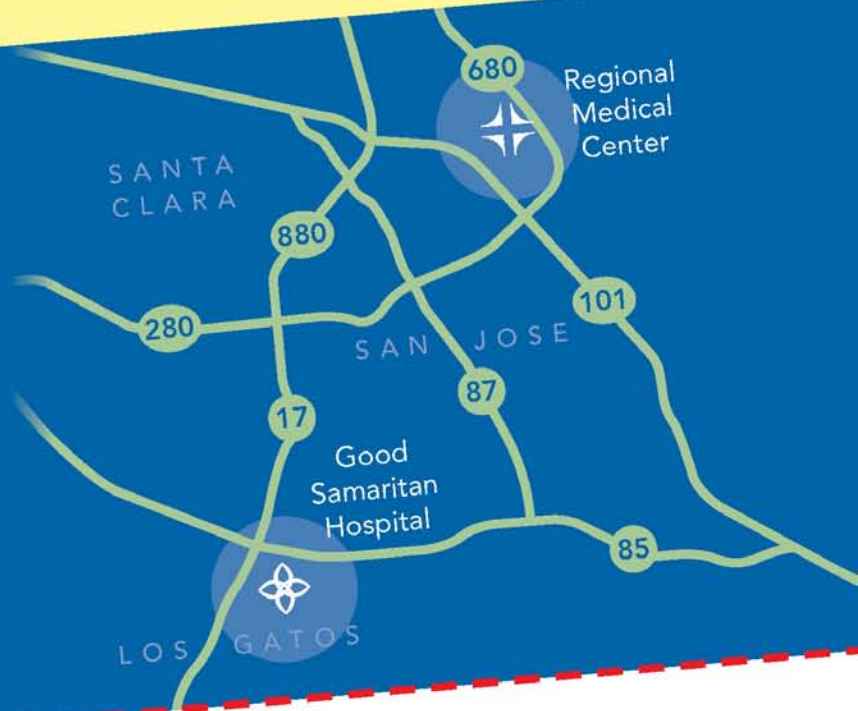 680
Regional
Medical
Center
SANTA
CLARA
880
280
101
SAN JOSE
87
17
Good
Samaritan
Hospital
85
LOS GATOS